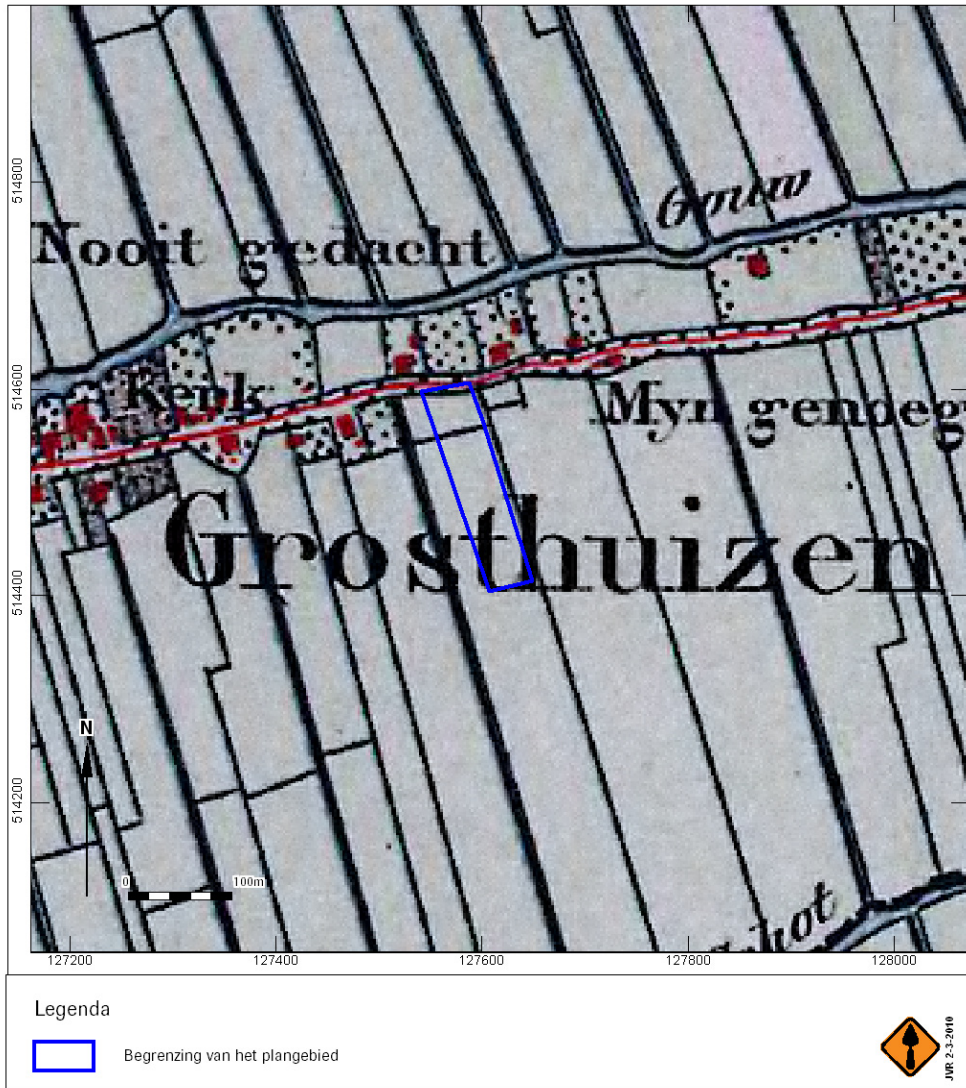 Gouw
Nooit gedacht
Kerk
Myn genoeg
Grosthuizen
hot
N
0 100m
514800
514600
514400
514200
127200 127400 127600 127800 128000
Legenda
Begrenzing van het plangebied
JVR 2-3-2010